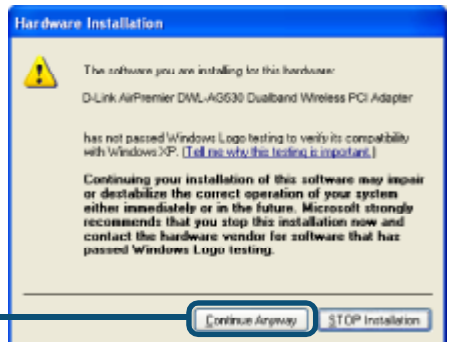 Hardware Installation
The software you are installing for this hardware:
D-Link AirPremier DWL-AG530 Dualband Wireless PCI Adapter
has not passed Windows Logo testing to verify its compatibility
with Windows XP. (Tell me why this testing is important.)
Continuing your installation of this software may impair
or destabilize the correct operation of your system
either immediately or in the future. Microsoft strongly
recommends that you stop this installation now and
contact the hardware vendor for software that has
passed Windows Logo testing.
Continue Anyway STOP Installation